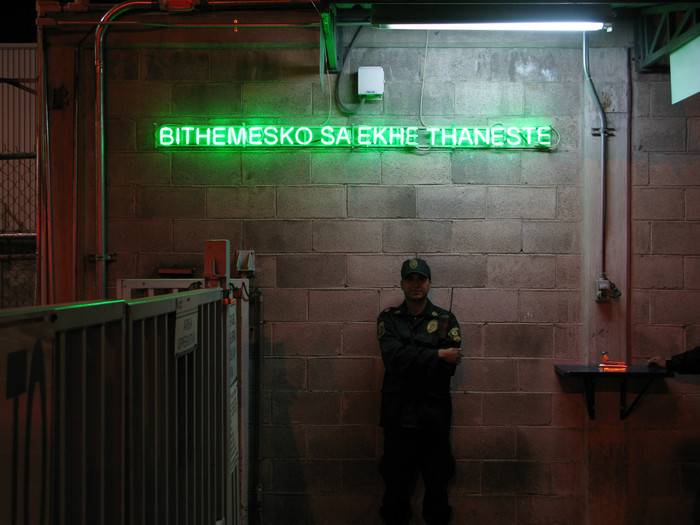 BITHEMESKO SA EKHE THANESTE